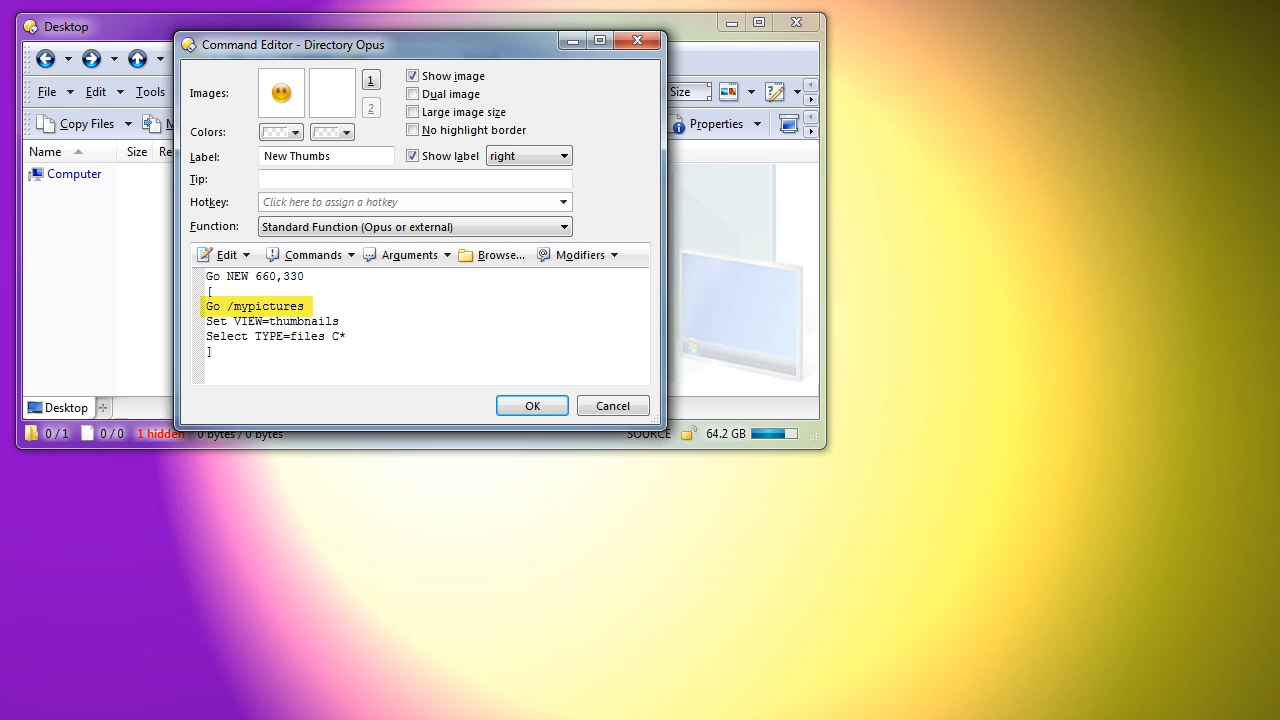 Desktop
Command Editor - Directory Opus
File Edit Tools
Size
Copy Files
Properties
Name Size Re
Computer
Images:
1
2
Show image
Dual image
Large image size
No highlight border
Colors:
Label: New Thumbs Show label right
Tip:
Hotkey: Click here to assign a hotkey
Function: Standard Function (Opus or external)
Edit Commands Arguments Browse... Modifiers
Go NEW 660,330
[
Go /mypictures
Set VIEW=thumbnails
Select TYPE=files C*
]
OK Cancel
Desktop
0 / 1 0 / 0 1 hidden 0 bytes / 0 bytes SOURCE 64.2 GB